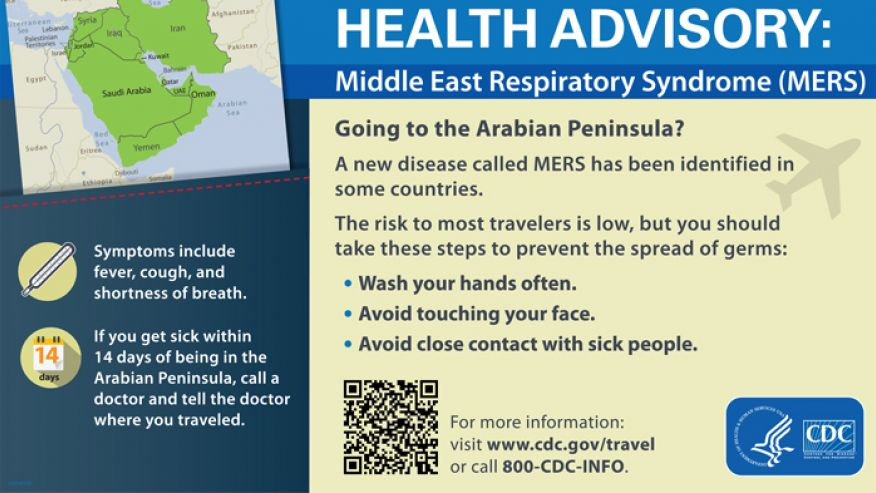 HEALTH ADVISORY:
Middle East Respiratory Syndrome (MERS)
Mediterranean
Sea
Lebanon
Palestinian
Territories
Israel
Syria
Iraq
Jordan
Iran
Afghanistan
Pakistan
Kuwait
Bahrain
Qatar
UAE
Oman
Egypt
Saudi Arabia
Arabian
Sea
Red
Sea
Sudan
Eritrea
Yemen
Djibouti
Ethiopia
Somalia
Symptoms include
fever, cough, and
shortness of breath.
14
days
If you get sick within
14 days of being in the
Arabian Peninsula, call a
doctor and tell the doctor
where you traveled.
Going to the Arabian Peninsula?
A new disease called MERS has been identified in
some countries.
The risk to most travelers is low, but you should
take these steps to prevent the spread of germs:
• Wash your hands often.
• Avoid touching your face.
• Avoid close contact with sick people.
For more information:
visit www.cdc.gov/travel
or call 800-CDC-INFO.
CDC